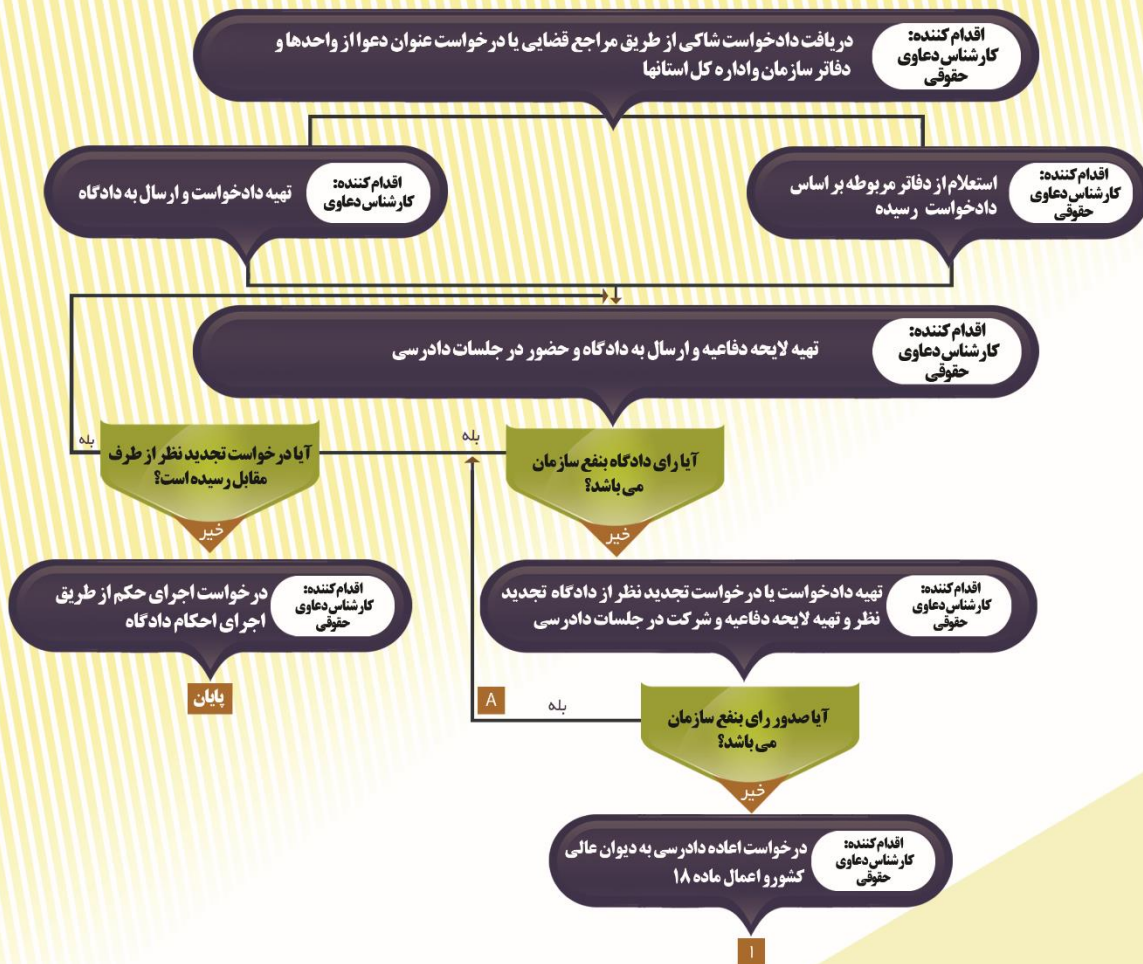 اقدام کننده:
کارشناس دعاوی
حقوقی
دریافت دادخواست شاکی از طریق مراجع قضایی یا درخواست عنوان دعوا از واحدها و
دفاتر سازمان واداره کل استانها
اقدام کننده:
کارشناس دعاوی
حقوقی
استعلام از دفاتر مربوطه بر اساس
دادخواست رسیده
اقدام کننده:
کارشناس دعاوی
تهیه دادخواست و ارسال به دادگاه
اقدام کننده:
کارشناس دعاوی
حقوقی
تهیه لایحه دفاعیه و ارسال به دادگاه و حضور در جلسات دادرسی
آیا رای دادگاه بنفع سازمان
می باشد؟
بله
خیر
آیا درخواست تجدید نظر از طرف
مقابل رسیده است؟
بله
خیر
اقدام کننده:
کارشناس دعاوی
حقوقی
تهیه دادخواست یا درخواست تجدید نظر از دادگاه تجدید
نظر و تهیه لایحه دفاعیه و شرکت در جلسات دادرسی
اقدام کننده:
کارشناس دعاوی
حقوقی
درخواست اجرای حکم از طریق
اجرای احکام دادگاه
پایان
آیا صدور رای بنفع سازمان
می باشد؟
بله
A
خیر
اقدام کننده:
کارشناس دعاوی
حقوقی
درخواست اعاده دادرسی به دیوان عالی
کشورو اعمال ماده ۱۸
۱